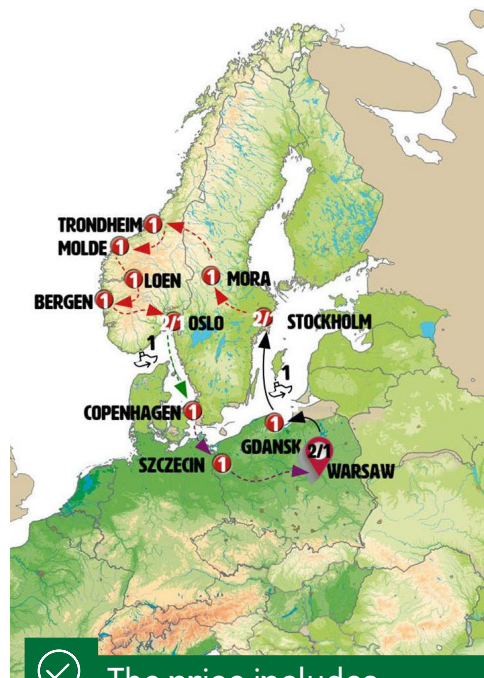 TRONDHEIM 1
MOLDE 1
1 LOEN
1 MORA
BERGEN 1
2/1 OSLO
2/1 STOCKHOLM
1
1
COPENHAGEN 1
1
GDANSK
2/1
SZCZECIN 1
WARSAW
The price includes